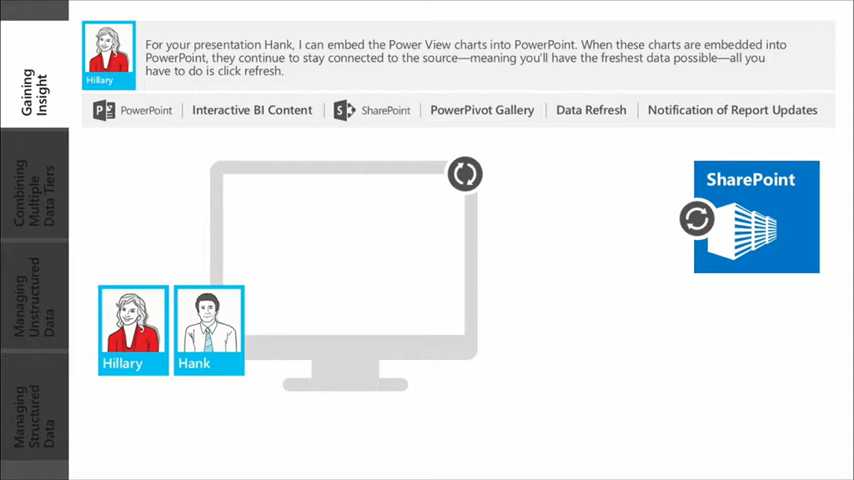 Gaining
Insight
Combining
Multiple
Data Tiers
Managing
Unstructured
Data
Managing
Structured
Data
Hillary
For your presentation Hank, I can embed the Power View charts into PowerPoint. When these charts are embedded into
PowerPoint, they continue to stay connected to the source—meaning you'll have the freshest data possible—all you
have to do is click refresh.
P PowerPoint | Interactive BI Content | S SharePoint | PowerPivot Gallery | Data Refresh | Notification of Report Updates
SharePoint
Hillary
Hank